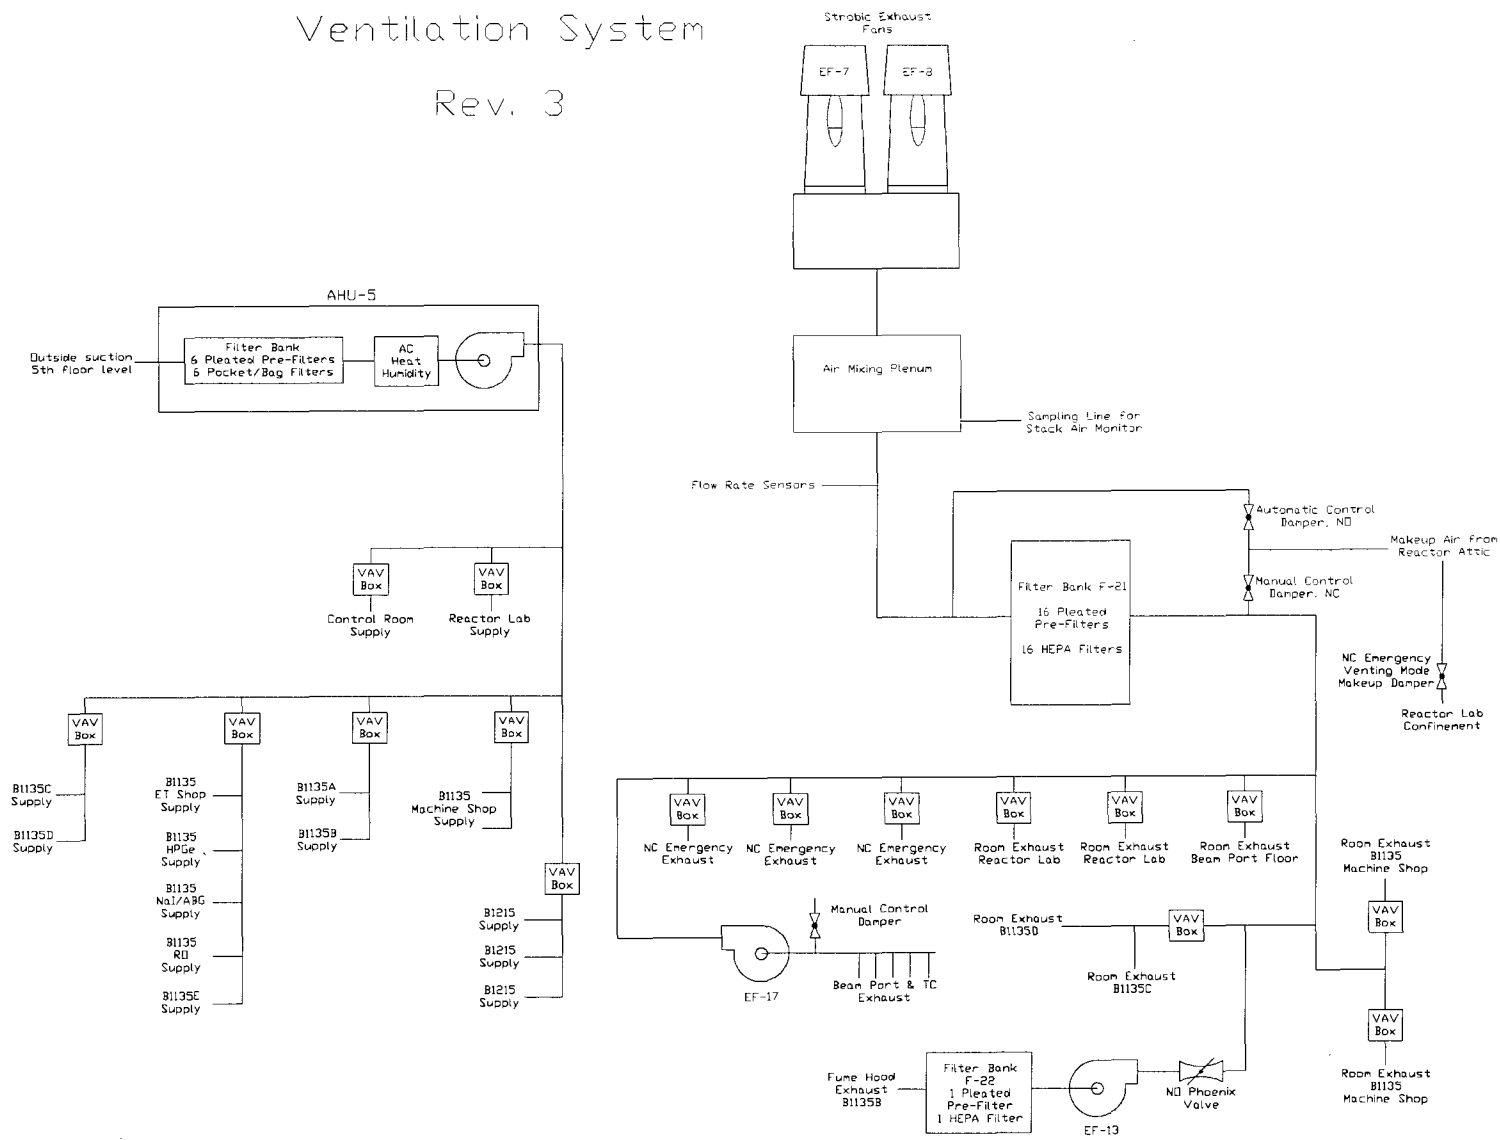 Ventilation System
Rev. 3
Strobic Exhaust
Fans
EF-7
EF-8
AHU-5
Outside suction
5th floor level
Filter Bank
6 Pleated Pre-Filters
6 Pocket/Bag Filters
AC
Heat
Humidity
Air Mixing Plenum
Sampling Line for
Stack Air Monitor
Flow Rate Sensors
Automatic Control
Damper, NO
Makeup Air from
Reactor Attic
Manual Control
Damper, NC
Filter Bank F-21
16 Pleated
Pre-Filters
16 HEPA Filters
NC Emergency
Venting Mode
Makeup Damper
Reactor Lab
Confinement
VAV
Box
Control Room
Supply
VAV
Box
Reactor Lab
Supply
VAV
Box
B1135C
Supply
B1135D
Supply
VAV
Box
B1135
ET Shop
Supply
B1135
HPGe
Supply
B1135
NaI/ABG
Supply
B1135
RO
Supply
B1135E
Supply
VAV
Box
B1135A
Supply
B1135B
Supply
VAV
Box
B1135
Machine Shop
Supply
VAV
Box
B1215
Supply
B1215
Supply
B1215
Supply
VAV
Box
NC Emergency
Exhaust
VAV
Box
NC Emergency
Exhaust
VAV
Box
NC Emergency
Exhaust
VAV
Box
Room Exhaust
Reactor Lab
VAV
Box
Room Exhaust
Reactor Lab
VAV
Box
Room Exhaust
Beam Port Floor
Room Exhaust
B1135
Machine Shop
VAV
Box
Manual Control
Damper
EF-17
Beam Port & TC
Exhaust
Room Exhaust
B1135D
VAV
Box
Room Exhaust
B1135C
VAV
Box
Room Exhaust
B1135
Machine Shop
Fume Hood
Exhaust
B1135B
Filter Bank
F-22
1 Pleated
Pre-Filter
1 HEPA Filter
EF-13
NO Phoenix
Valve